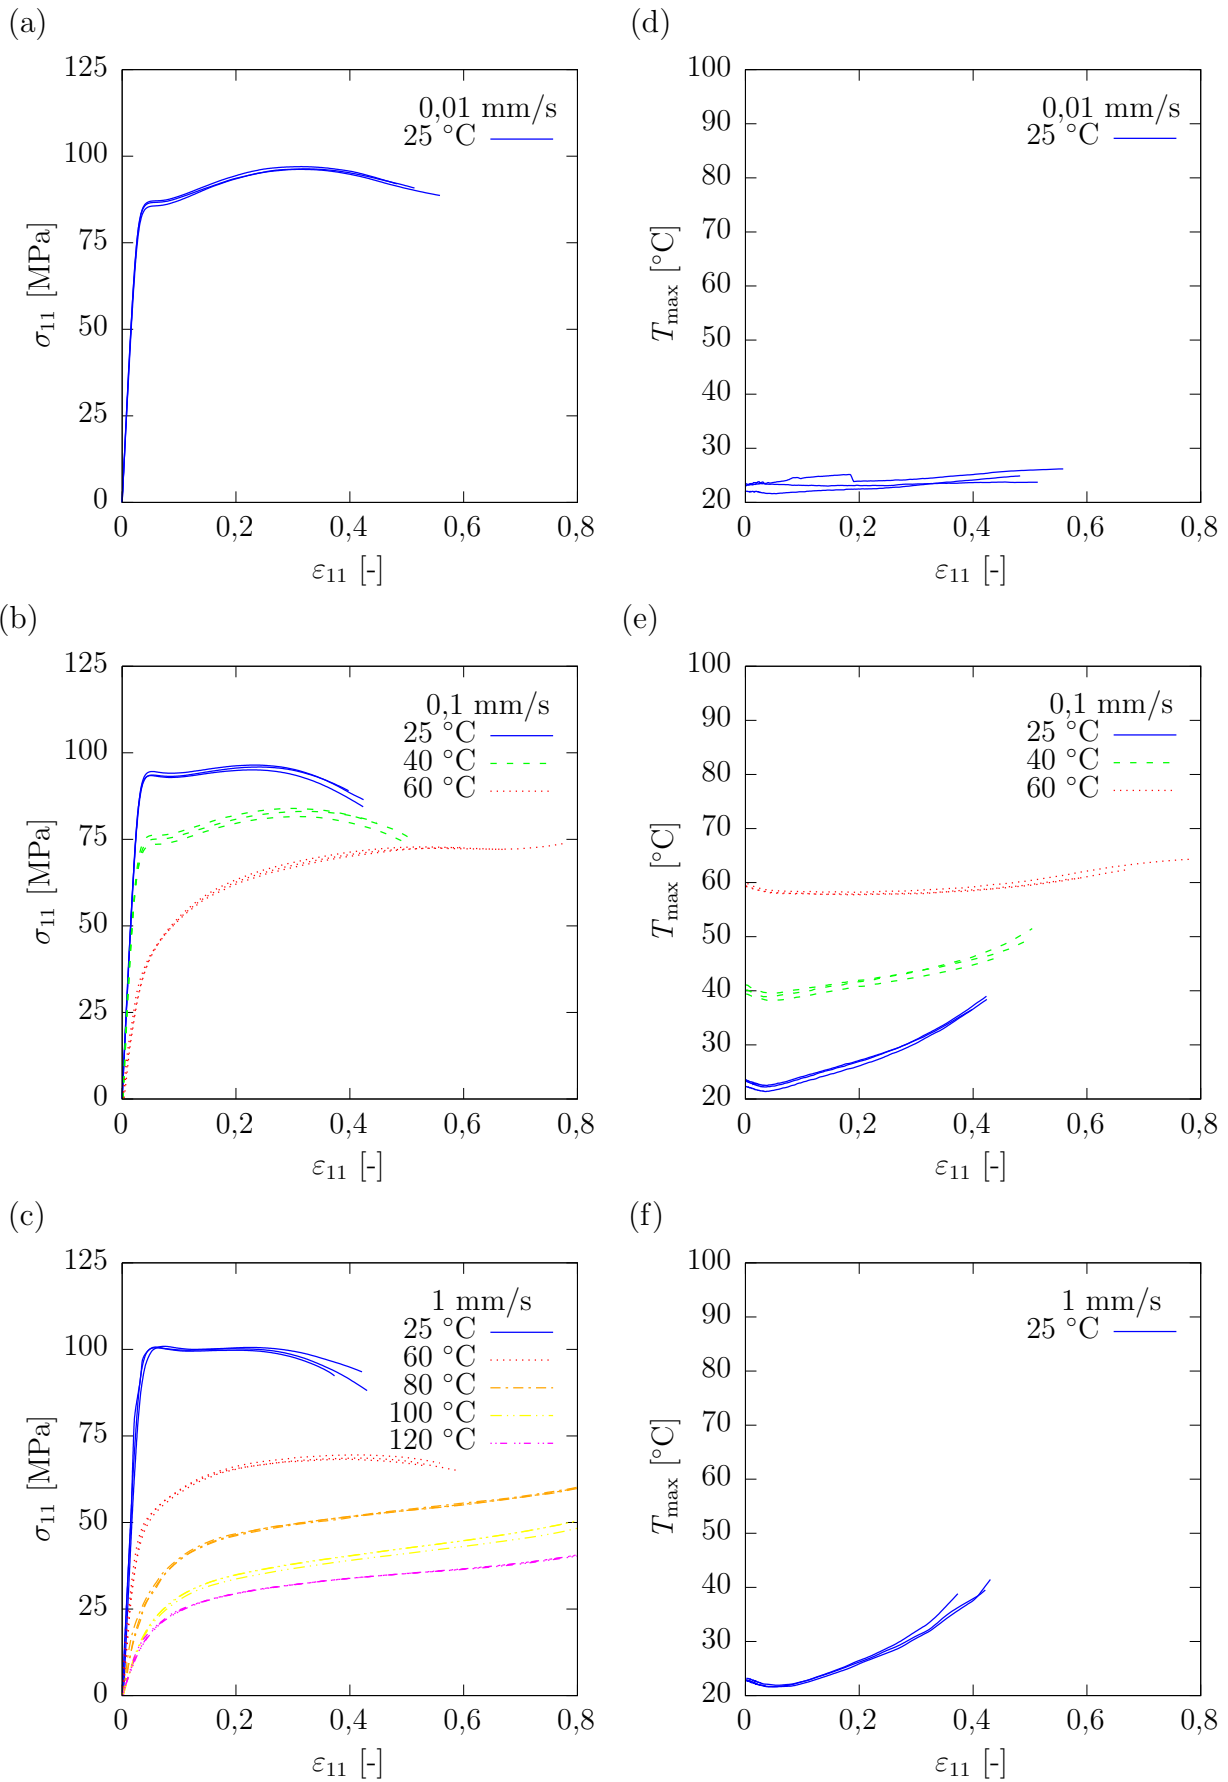 (a)
125
100
75
50
25
0
0
0,2
0,4
0,6
0,8
σ11 [MPa]
ε11 [-]
0,01 mm/s
25 °C
(d)
100
90
80
70
60
50
40
30
20
0
0,2
0,4
0,6
0,8
Tmax [°C]
ε11 [-]
0,01 mm/s
25 °C
(b)
125
100
75
50
25
0
0
0,2
0,4
0,6
0,8
σ11 [MPa]
ε11 [-]
0,1 mm/s
25 °C
40 °C
60 °C
(e)
100
90
80
70
60
50
40
30
20
0
0,2
0,4
0,6
0,8
Tmax [°C]
ε11 [-]
0,1 mm/s
25 °C
40 °C
60 °C
(c)
125
100
75
50
25
0
0
0,2
0,4
0,6
0,8
σ11 [MPa]
ε11 [-]
1 mm/s
25 °C
60 °C
80 °C
100 °C
120 °C
(f)
100
90
80
70
60
50
40
30
20
0
0,2
0,4
0,6
0,8
Tmax [°C]
ε11 [-]
1 mm/s
25 °C